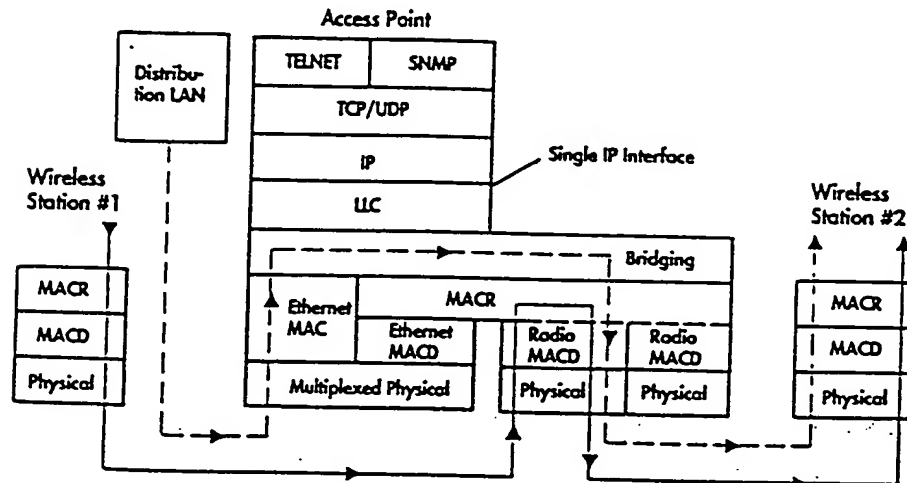 Access Point
Distribu-
tion LAN
TELNET
SNMP
TCP/UDP
IP
Single IP Interface
LLC
Wireless
Station #1
Wireless
Station #2
Bridging
MACR
MACD
Physical
Ethernet
MAC
MACR
Ethernet
MACD
Radio
MACD
Radio
MACD
Multiplexed Physical
Physical
Physical
MACR
MACD
Physical